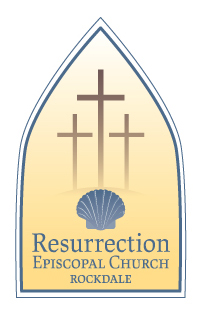 Resurrection
EPISCOPAL CHURCH
ROCKDALE